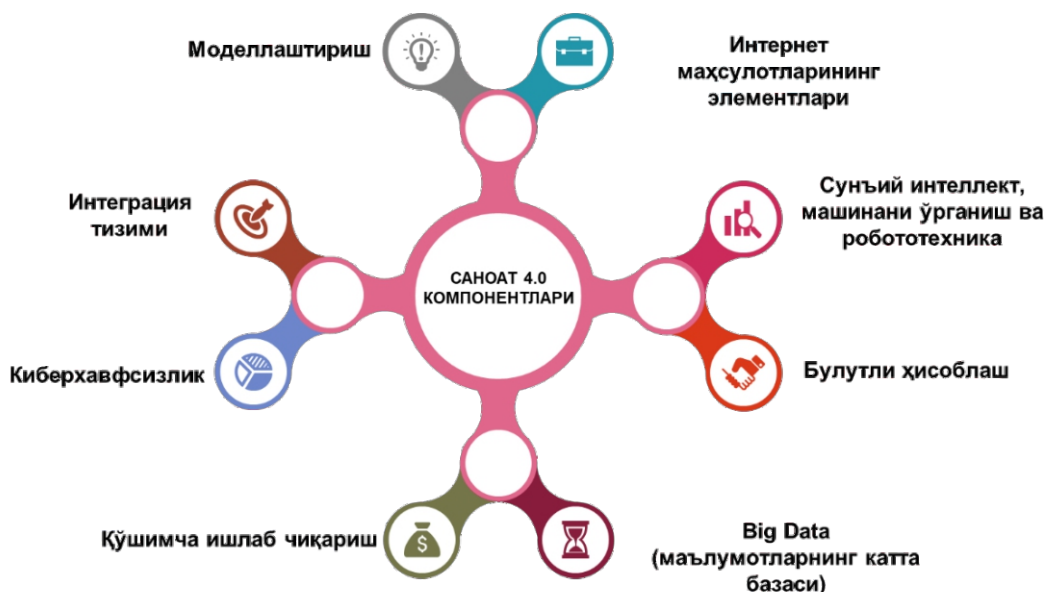 Моделлаштириш
Интернет
маҳсулотларининг
элементлари
Интеграция
тизими
Сунъий интеллект,
машинани ўрганиш ва
робототехника
САНОАТ 4.0
КОМПОНЕНТЛАРИ
Киберхавфсизлик
Булутли ҳисоблаш
Қўшимча ишлаб чиқариш
Big Data
(маълумотларнинг катта
базаси)